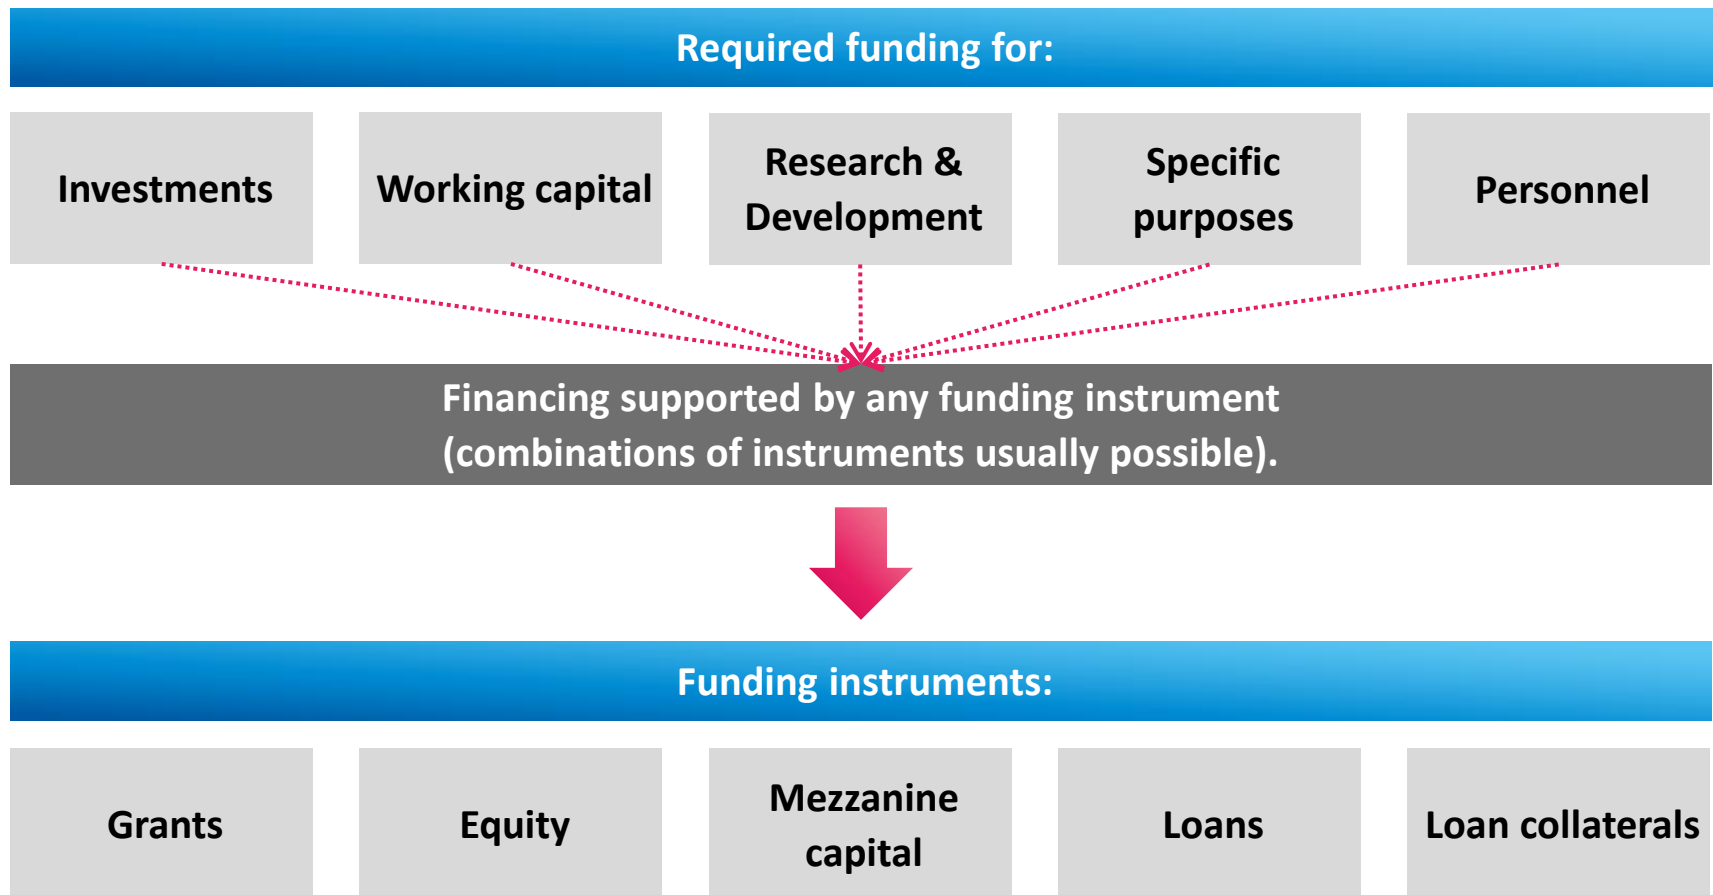 Required funding for:
Investments
Working capital
Research &
Development
Specific
purposes
Personnel
Financing supported by any funding instrument
(combinations of instruments usually possible).
Funding instruments:
Grants
Equity
Mezzanine
capital
Loans
Loan collaterals